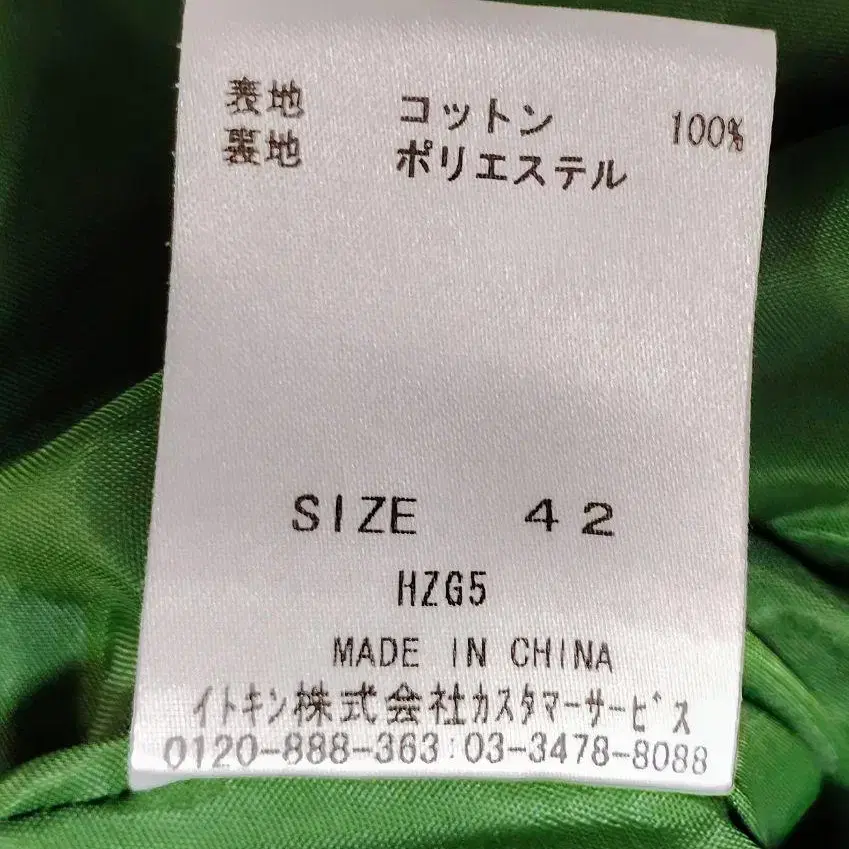 表地 コットン 100%
裏地 ポリエステル
SIZE 42
HZG5
MADE IN CHINA
イトキン株式会社カスタマーサービス
0120-888-363:03-3478-8088